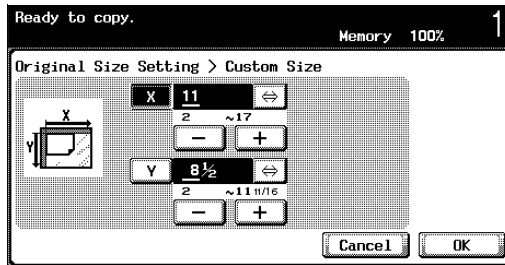 Ready to copy.
Memory 100% 1
Original Size Setting > Custom Size
X 11 ⇔
2 ~17
− +
X
Y
Y 8½ ⇔
2 ~11 11/16
− +
Cancel OK